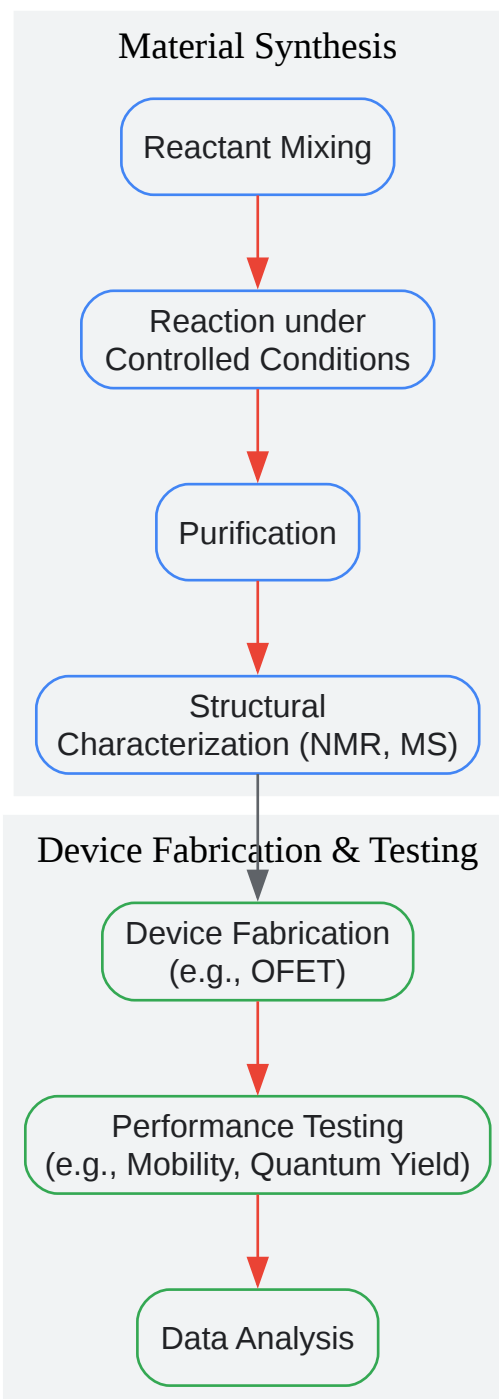 Material Synthesis
Reactant Mixing
Reaction under
Controlled Conditions
Purification
Structural
Characterization (NMR, MS)
Device Fabrication & Testing
Device Fabrication
(e.g., OFET)
Performance Testing
(e.g., Mobility, Quantum Yield)
Data Analysis